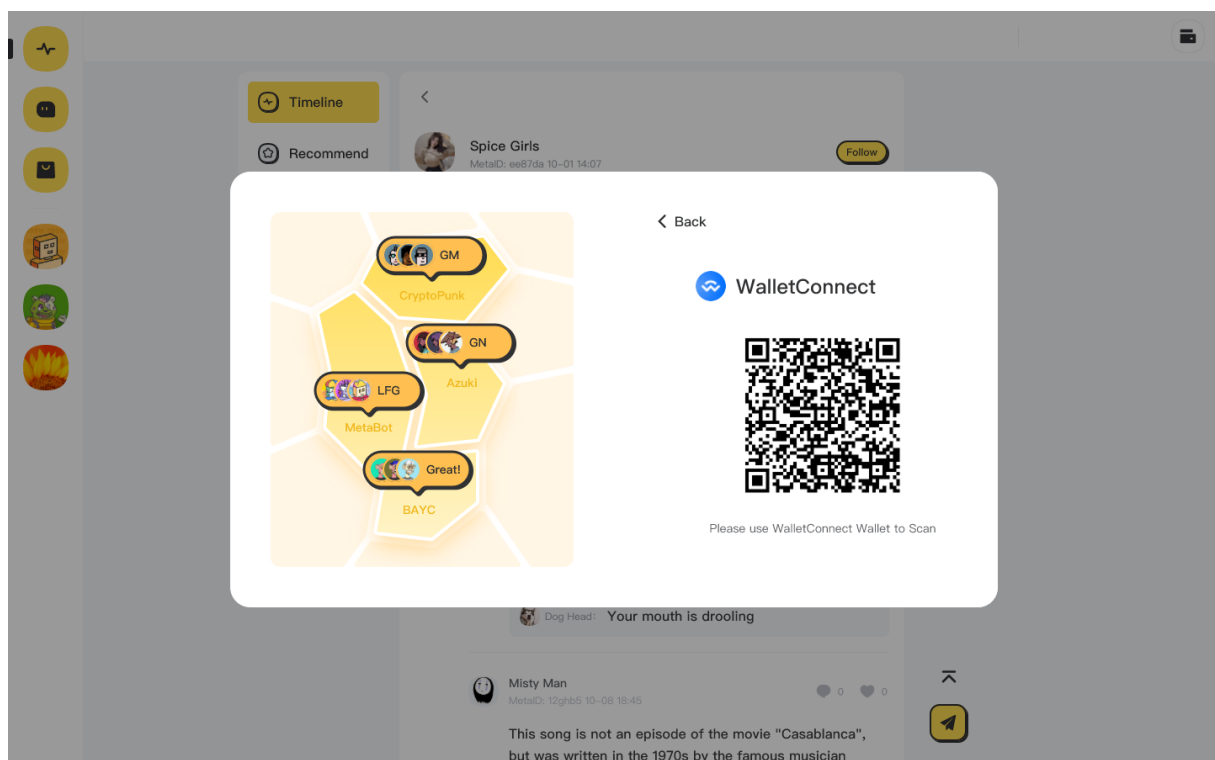 Timeline
Recommend
Spice Girls
MetaID: ee87da 10-01 14:07
Follow
GM
CryptoPunk
GN
Azuki
LFG
MetaBot
Great!
BAYC
Back
WalletConnect
Please use WalletConnect Wallet to Scan
Dog Head: Your mouth is drooling
Misty Man
MetaID: 12ghb5 10-08 18:45
0 0
This song is not an episode of the movie "Casablanca",
but was written in the 1970s by the famous musician